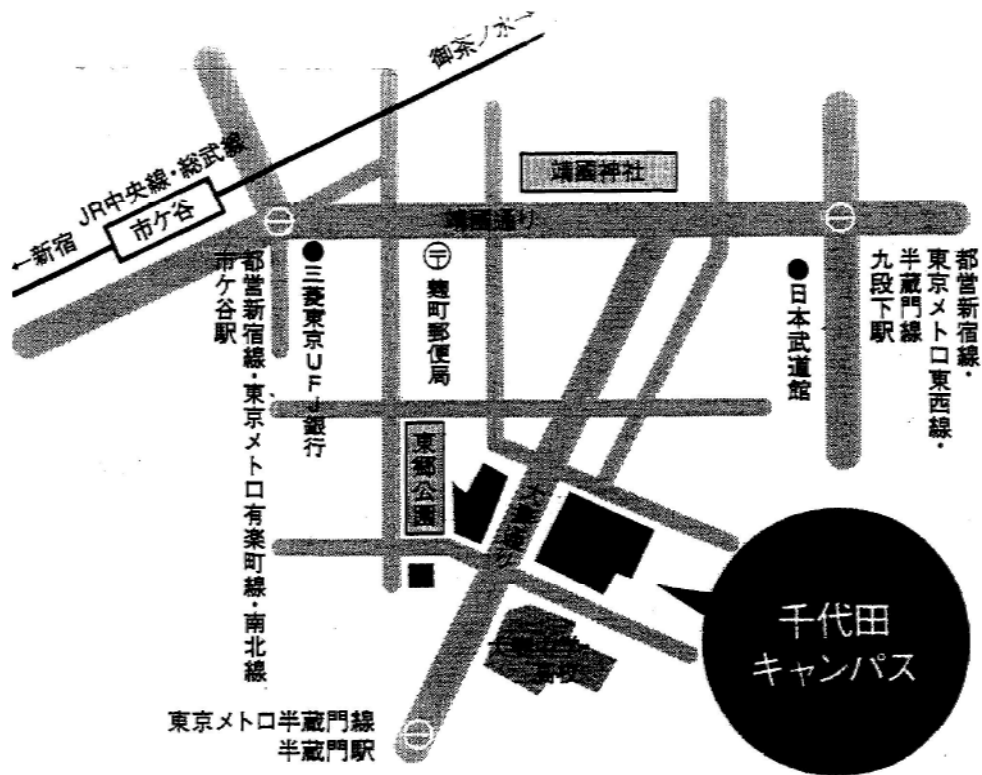 御茶ノ水→
JR中央線・総武線
市ケ谷
←新宿
靖國神社
靖國通り
都営新宿線・東京メトロ有楽町線・南北線
市ケ谷駅
三菱東京UFJ銀行
〒
麹町郵便局
日本武道館
都営新宿線・
東京メトロ東西線・
半蔵門線
九段下駅
東郷公園
大妻通り
千代田
キャンパス
東京メトロ半蔵門線
半蔵門駅